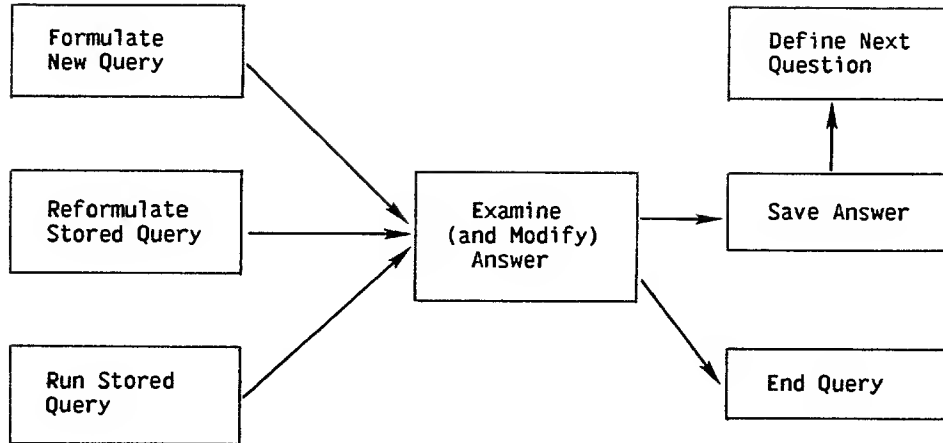 Formulate
New Query
Define Next
Question
Reformulate
Stored Query
Examine
(and Modify)
Answer
Save Answer
Run Stored
Query
End Query